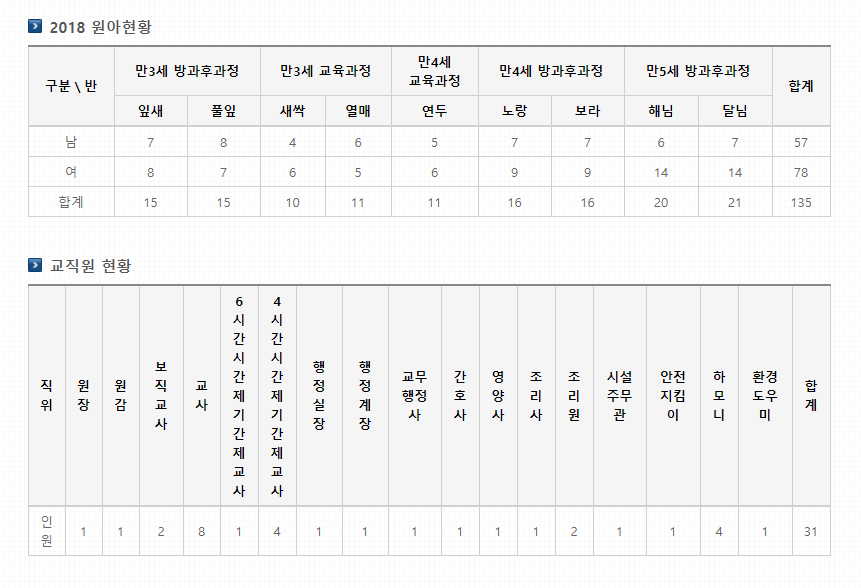 2018 원아현황
구분 \ 반 만3세 방과후과정 만3세 교육과정 만4세 교육과정 만4세 방과후과정 만5세 방과후과정 합계
잎새 풀잎 새싹 열매 연두 노랑 보라 해님 달님
남 7 8 4 6 5 7 7 6 7 57
여 8 7 6 5 6 9 9 14 14 78
합계 15 15 10 11 11 16 16 20 21 135
교직원 현황
직위 원장 원감 보직교사 교사 6시간시간제기간제교사 4시간시간제기간제교사 행정실장 행정계장 교무행정사 간호사 영양사 조리사 조리원 시설주무관 안전지킴이 하모니 환경도우미 합계
인원 1 1 2 8 1 4 1 1 1 1 1 1 2 1 1 4 1 31